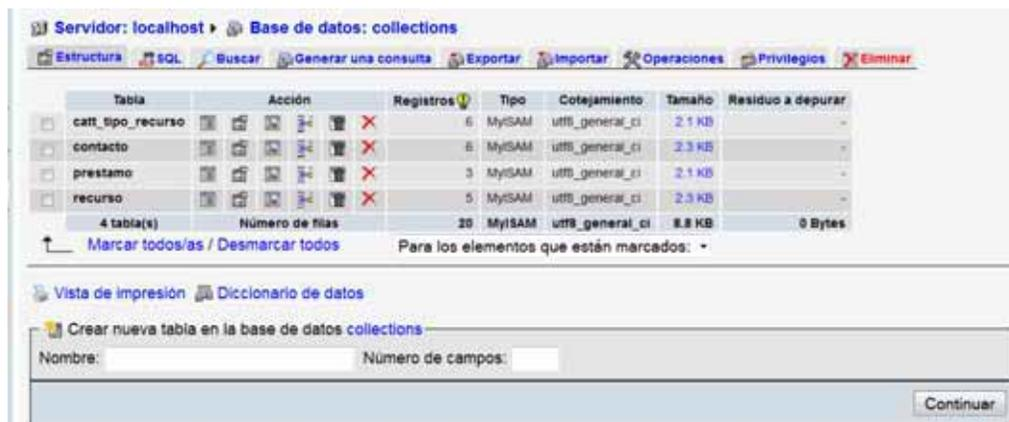 Servidor: localhost Base de datos: collections
Estructura SQL Buscar Generar una consulta Exportar Importar Operaciones Privilegios Eliminar
Tabla Acción Registros Tipo Cotejamiento Tamaño Residuo a depurar
catt_tipo_recurso 6 MyISAM utf8_general_ci 2.1 KB -
contacto 6 MyISAM utf8_general_ci 2.3 KB -
prestamo 3 MyISAM utf8_general_ci 2.1 KB -
recurso 5 MyISAM utf8_general_ci 2.3 KB -
4 tabla(s) Número de filas 20 MyISAM utf8_general_ci 8.8 KB 0 Bytes
Marcar todos/as / Desmarcar todos Para los elementos que están marcados:
Vista de impresión Diccionario de datos
Crear nueva tabla en la base de datos collections
Nombre: Número de campos:
Continuar